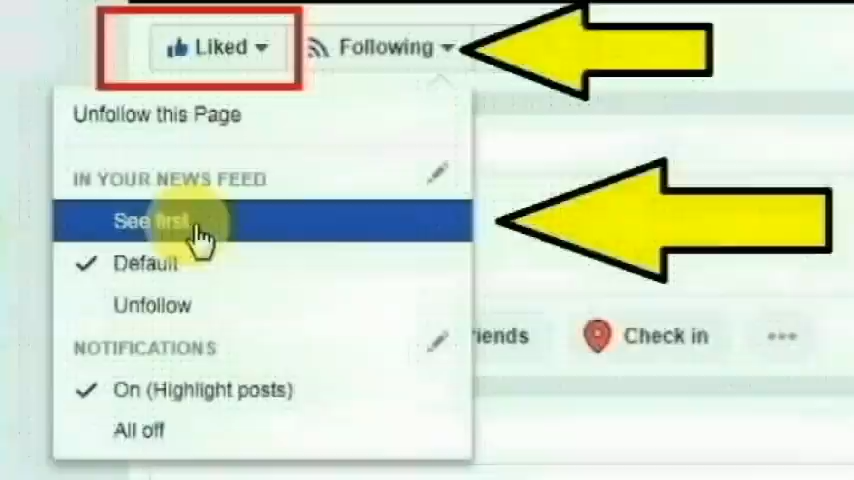 Liked Following
Unfollow this Page
IN YOUR NEWS FEED
See first
Default
Unfollow
riends Check in
NOTIFICATIONS
On (Highlight posts)
All off